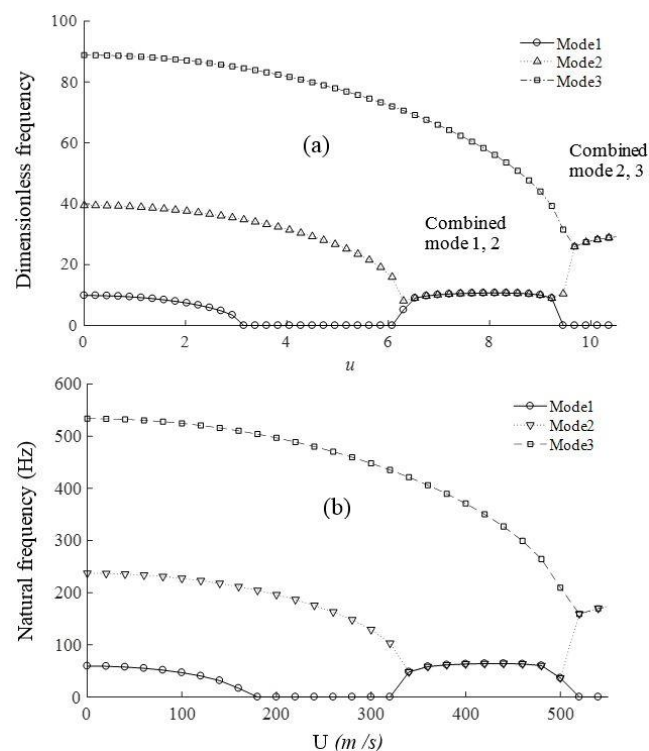 100
80
60
40
20
0
Dimensionless frequency
Mode1
Mode2
Mode3
(a)
Combined
mode 2, 3
Combined
mode 1, 2
0 2 4 6 8 10
u
600
500
400
300
200
100
0
Natural frequency (Hz)
Mode1
Mode2
Mode3
(b)
0 100 200 300 400 500
U (m /s)